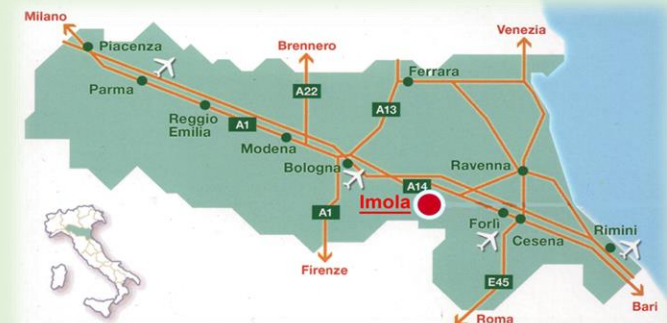 Milano
Piacenza
Brennero
Venezia
Parma
A22
Ferrara
Reggio
Emilia
A1
A13
Modena
Bologna
Ravenna
A14
Imola
A1
Forlì
Cesena
Rimini
Firenze
E45
Bari
Roma